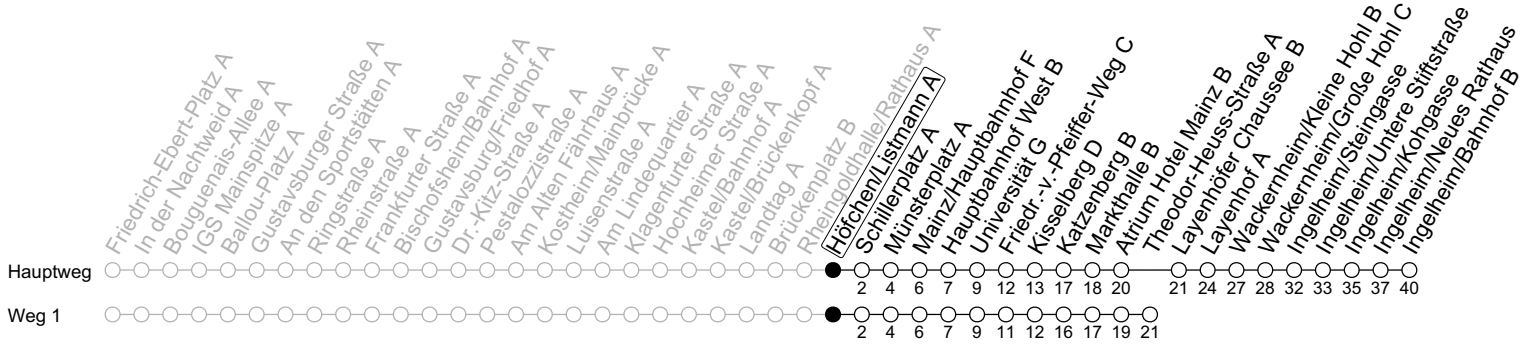 Friedrich-Ebert-Platz A
In der Nachtweid A
Bouguenais-Allee A
IGS Mainspitze A
Ballou-Platz A
Gustavsburger Straße A
An den Sportstätten A
Ringstraße A
Rheinstraße A
Frankfurter Straße A
Bischofsheim/Bahnhof A
Gustavsburg/Friedhof A
Dr.-Kitz-Straße A
Pestalozzistraße A
Am Alten Fährhaus A
Kostheim/Mainbrücke A
Luisenstraße A
Am Lindequartier A
Klagenfurter Straße A
Hochheimer Straße A
Kastel/Bahnhof A
Kastel/Brückenkopf A
Landtag A
Brückenplatz B
Rheingoldhalle/Rathaus A
Höfchen/Listmann A
Schillerplatz A
Münsterplatz A
Mainz/Hauptbahnhof F
Hauptbahnhof West B
Universität G
Friedr.-v.-Pfeiffer-Weg C
Kisselberg D
Katzenberg B
Markthalle B
Atrium Hotel Mainz B
Theodor-Heuss-Straße A
Layenhöfer Chaussee B
Layenhof A
Wackernheim/Kleine Hohl B
Wackernheim/Große Hohl C
Ingelheim/Steingasse
Ingelheim/Untere Stiftstraße
Ingelheim/Rohgasse
Ingelheim/Neues Rathaus
Ingelheim/Bahnhof B
Hauptweg
2 4 6 7 9 12 13 17 18 20 21 24 27 28 32 33 35 37 40
Weg 1
2 4 6 7 9 11 12 16 17 19 21